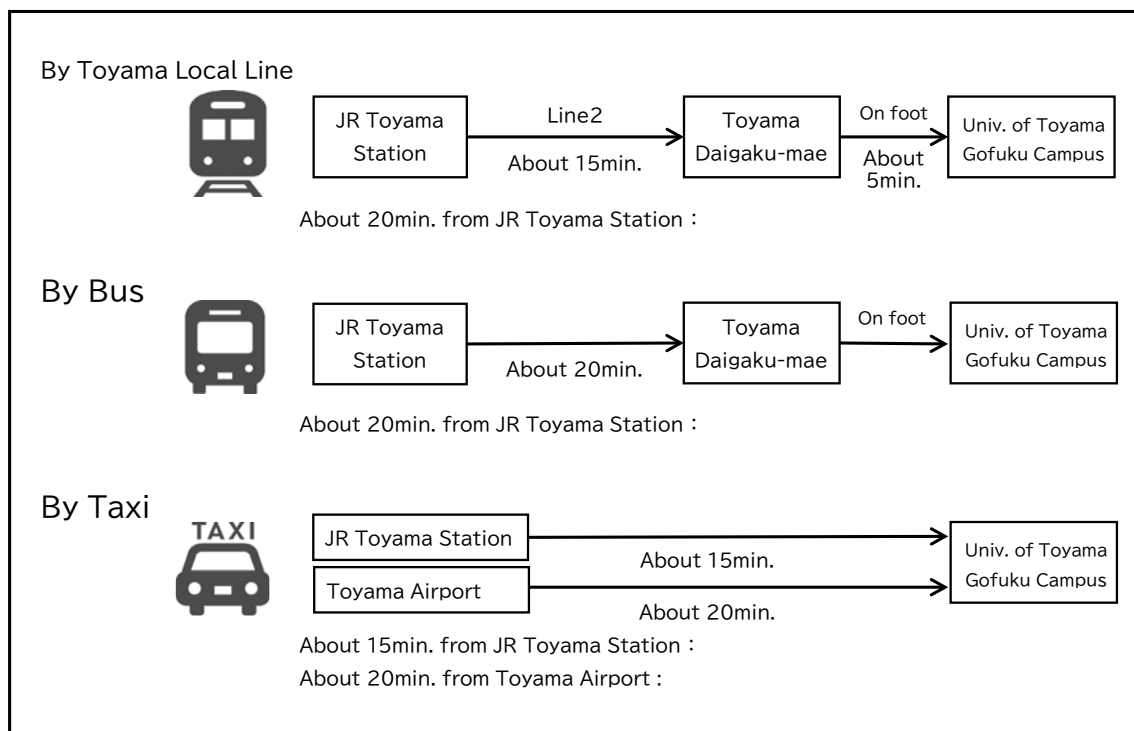 By Toyama Local Line
JR Toyama
Station
Line2
About 15min.
Toyama
Daigaku-mae
On foot
About
5min.
Univ. of Toyama
Gofuku Campus
About 20min. from JR Toyama Station：
By Bus
JR Toyama
Station
About 20min.
Toyama
Daigaku-mae
On foot
Univ. of Toyama
Gofuku Campus
About 20min. from JR Toyama Station：
By Taxi
TAXI
JR Toyama Station
About 15min.
Toyama Airport
About 20min.
Univ. of Toyama
Gofuku Campus
About 15min. from JR Toyama Station：
About 20min. from Toyama Airport :